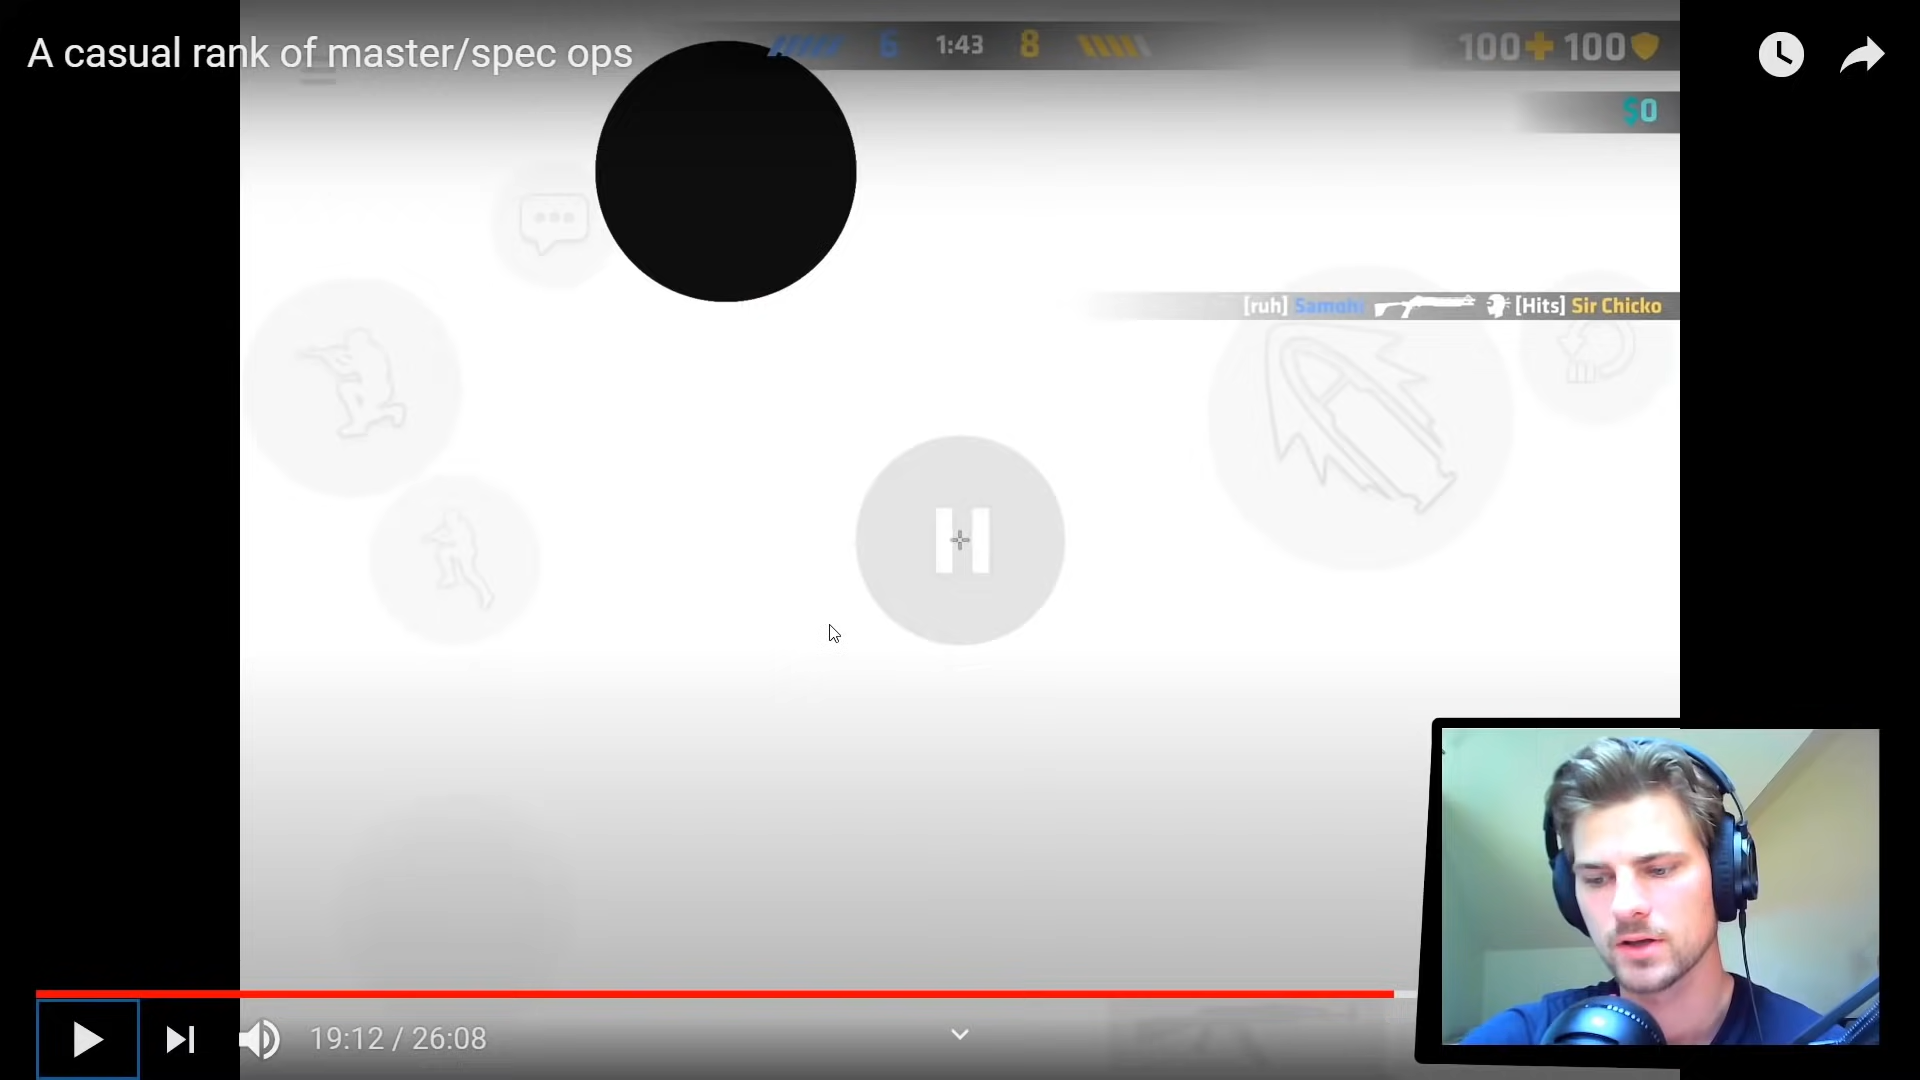 A casual rank of master/spec ops
6 1:43 8
100 100
$0
[ruh] Samohi [Hits] Sir Chicko
19:12 / 26:08